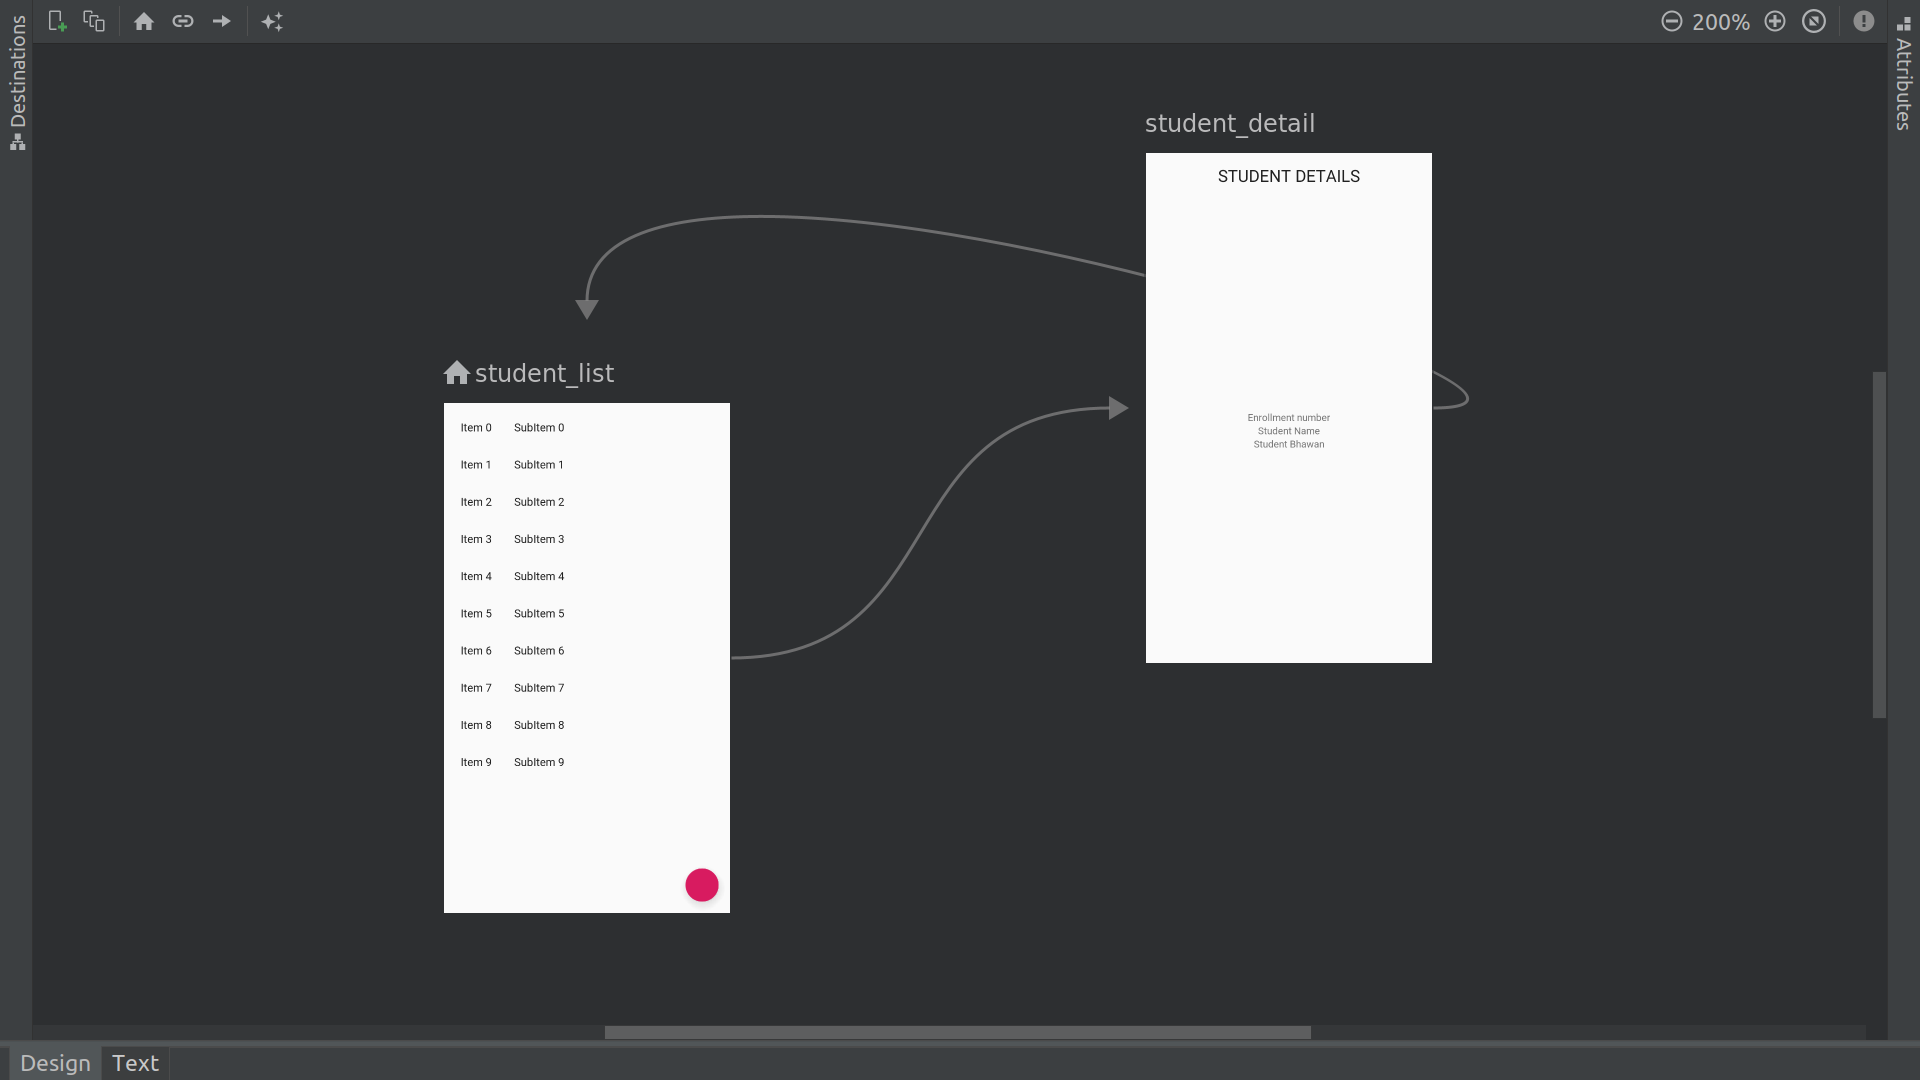 Destinations
200%
Attributes
student_detail
STUDENT DETAILS
Enrollment number
Student Name
Student Bhawan
student_list
Item 0 SubItem 0
Item 1 SubItem 1
Item 2 SubItem 2
Item 3 SubItem 3
Item 4 SubItem 4
Item 5 SubItem 5
Item 6 SubItem 6
Item 7 SubItem 7
Item 8 SubItem 8
Item 9 SubItem 9
Design Text